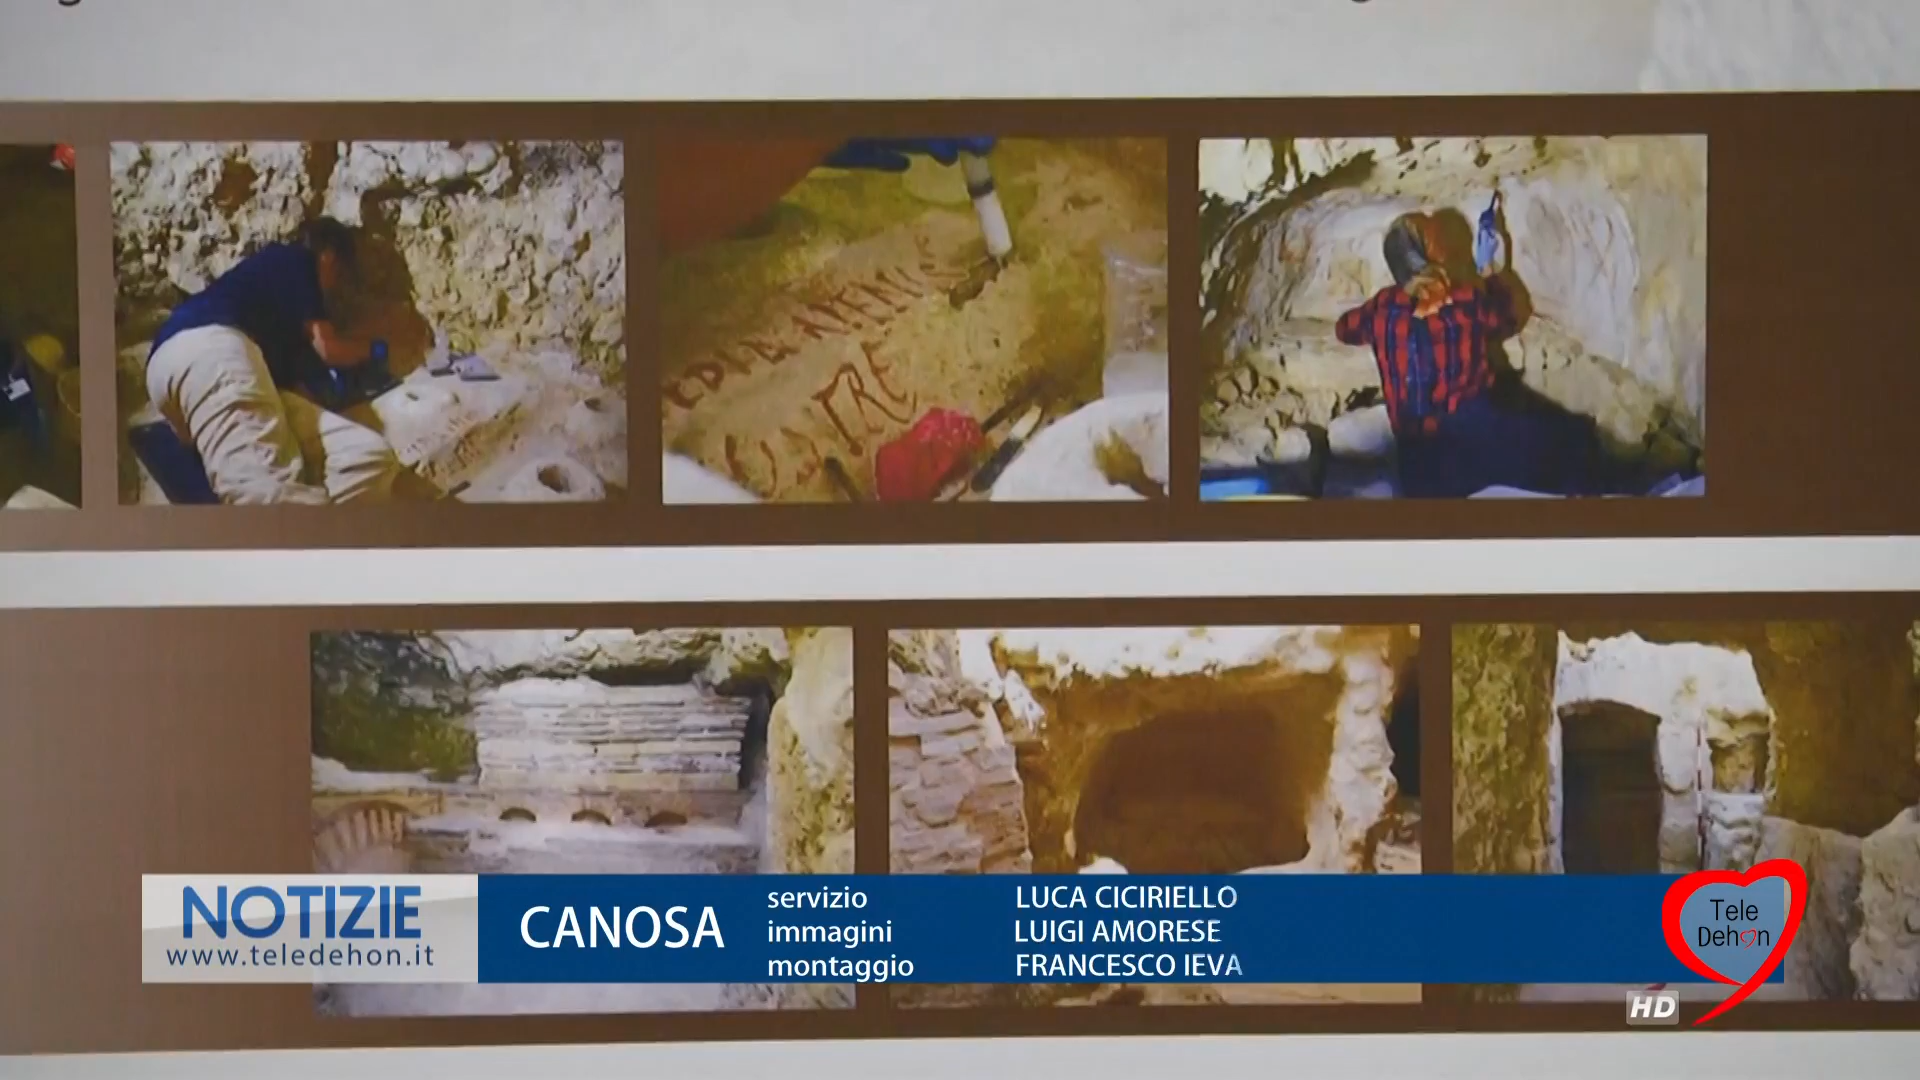 NOTIZIE
www.teledehon.it
CANOSA
servizio LUCA CICIRIELLO
immagini LUIGI AMORESE
montaggio FRANCESCO IEVA
Tele
Dehon
HD